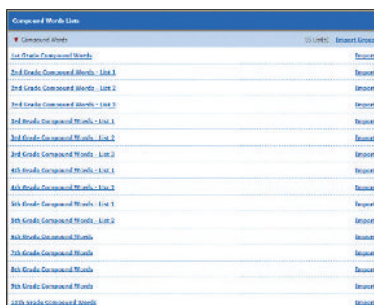 Compound Words Lists
Compound Words 15 List(s) Import Group
1st Grade Compound Words Import
2nd Grade Compound Words - List 1 Import
2nd Grade Compound Words - List 2 Import
2nd Grade Compound Words - List 3 Import
3rd Grade Compound Words - List 1 Import
3rd Grade Compound Words - List 2 Import
3rd Grade Compound Words - List 3 Import
4th Grade Compound Words - List 1 Import
4th Grade Compound Words - List 2 Import
5th Grade Compound Words - List 1 Import
5th Grade Compound Words - List 2 Import
6th Grade Compound Words Import
7th Grade Compound Words Import
8th Grade Compound Words Import
9th Grade Compound Words Import
10th Grade Compound Words Import